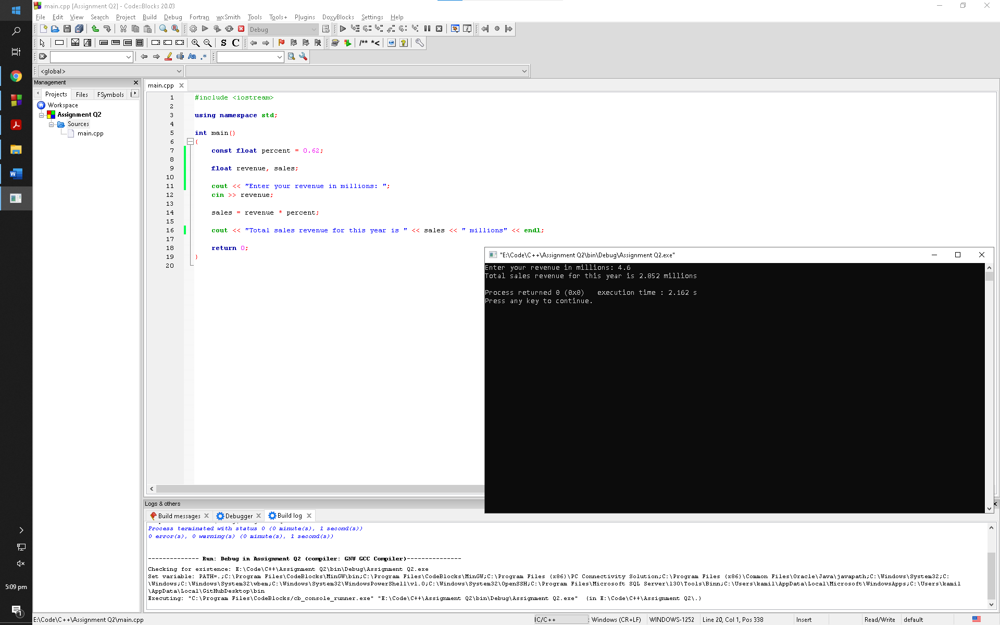 main.cpp [Assignment Q2] - Code::Blocks 20.03
File Edit View Search Project Build Debug Fortran wxSmith Tools Tools+ Plugins DoxyBlocks Settings Help
Debug
S C /** *<
Aa .*
<global>
Management
Projects Files FSymbols
Workspace
Assignment Q2
Sources
main.cpp
main.cpp
1 #include <iostream>
2
3 using namespace std;
4
5 int main()
6 {
7 const float percent = 0.62;
8
9 float revenue, sales;
10
11 cout << "Enter your revenue in millions: ";
12 cin >> revenue;
13
14 sales = revenue * percent;
15
16 cout << "Total sales revenue for this year is " << sales << " millions" << endl;
17
18 return 0;
19 }
20
"E:\Code\C++\Assignment Q2\bin\Debug\Assignment Q2.exe"
Enter your revenue in millions: 4.6
Total sales revenue for this year is 2.852 millions
Process returned 0 (0x0) execution time : 2.162 s
Press any key to continue.
Logs & others
Build messages Debugger Build log
Process terminated with status 0 (0 minute(s), 1 second(s))
0 error(s), 0 warning(s) (0 minute(s), 1 second(s))
-------------- Run: Debug in Assignment Q2 (compiler: GNU GCC Compiler)---------------
Checking for existence: E:\Code\C++\Assignment Q2\bin\Debug\Assignment Q2.exe
Set variable: PATH=.;C:\Program Files\CodeBlocks\MinGW\bin;C:\Program Files\CodeBlocks\MinGW;C:\Program Files (x86)\PC Connectivity Solution;C:\Program Files (x86)\Common Files\Oracle\Java\javapath;C:\Windows\System32;C:
\Windows;C:\Windows\System32\wbem;C:\Windows\System32\WindowsPowerShell\v1.0;C:\Windows\System32\OpenSSH;C:\Program Files\Microsoft SQL Server\130\Tools\Binn;C:\Users\kamil\AppData\Local\Microsoft\WindowsApps;C:\Users\kamil
\AppData\Local\GitHubDesktop\bin
Executing: "C:\Program Files\CodeBlocks/cb_console_runner.exe" "E:\Code\C++\Assignment Q2\bin\Debug\Assignment Q2.exe" (in E:\Code\C++\Assignment Q2\.)
E:\Code\C++\Assignment Q2\main.cpp C/C++ Windows (CR+LF) WINDOWS-1252 Line 20, Col 1, Pos 338 Insert Read/Write default
5:09 pm
1